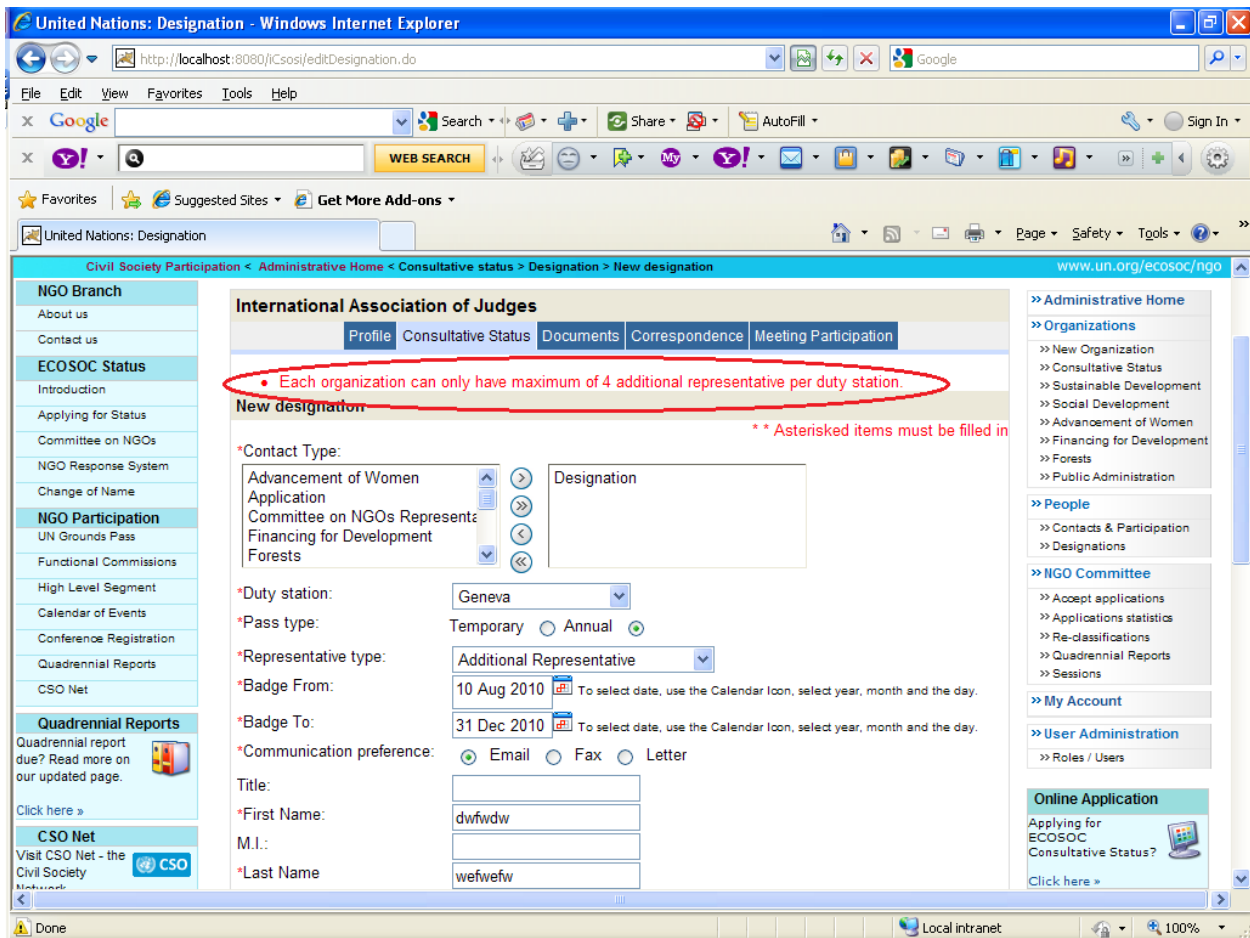 United Nations: Designation - Windows Internet Explorer
http://localhost:8080/iCsosi/editDesignation.do
Google
File Edit View Favorites Tools Help
x Google Search Share AutoFill Sign In
x Y! WEB SEARCH My Y!
Favorites Suggested Sites Get More Add-ons
United Nations: Designation
Page Safety Tools
Civil Society Participation < Administrative Home < Consultative status > Designation > New designation
www.un.org/ecosoc/ngo
NGO Branch
About us
Contact us
ECOSOC Status
Introduction
Applying for Status
Committee on NGOs
NGO Response System
Change of Name
NGO Participation
UN Grounds Pass
Functional Commissions
High Level Segment
Calendar of Events
Conference Registration
Quadrennial Reports
CSO Net
Quadrennial Reports
Quadrennial report
due? Read more on
our updated page.
Click here »
CSO Net
Visit CSO Net - the
Civil Society
Network
CSO
International Association of Judges
Profile Consultative Status Documents Correspondence Meeting Participation
• Each organization can only have maximum of 4 additional representative per duty station.
New designation
* * Asterisked items must be filled in
*Contact Type:
Advancement of Women
Application
Committee on NGOs Representa
Financing for Development
Forests
Designation
*Duty station: Geneva
*Pass type: Temporary Annual
*Representative type: Additional Representative
*Badge From: 10 Aug 2010 To select date, use the Calendar Icon, select year, month and the day.
*Badge To: 31 Dec 2010 To select date, use the Calendar Icon, select year, month and the day.
*Communication preference: Email Fax Letter
Title:
*First Name: dwfwdw
M.I.:
*Last Name wefwefw
»Administrative Home
»Organizations
»New Organization
»Consultative Status
»Sustainable Development
»Social Development
»Advancement of Women
»Financing for Development
»Forests
»Public Administration
»People
»Contacts & Participation
»Designations
»NGO Committee
»Accept applications
»Applications statistics
»Re-classifications
»Quadrennial Reports
»Sessions
»My Account
»User Administration
»Roles / Users
Online Application
Applying for
ECOSOC
Consultative Status?
Click here »
Done Local intranet 100%